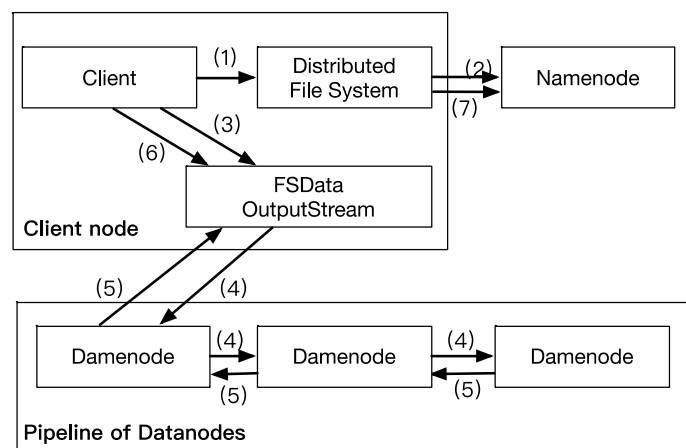 (1)
Client
Distributed
File System
(2)
Namenode
(7)
(3)
(6)
FSData
OutputStream
Client node
(5)
(4)
Damenode
(4)
(5)
Damenode
(4)
(5)
Damenode
Pipeline of Datanodes